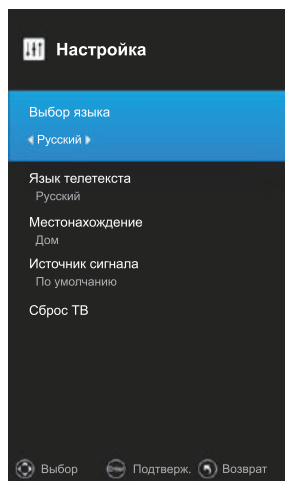 Настройка
Выбор языка
Русский
Язык телетекста
Русский
Местонахождение
Дом
Источник сигнала
По умолчанию
Сброс ТВ
Выбор Подтверж. Возврат